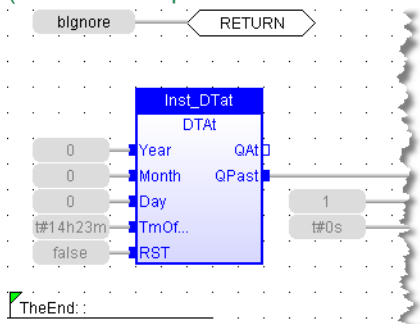 bIgnore RETURN
Inst_DTat
DTAt
0 Year QAt
0 Month QPast
0 Day 1
t#14h23m TmOf... t#0s
false RST
TheEnd: :